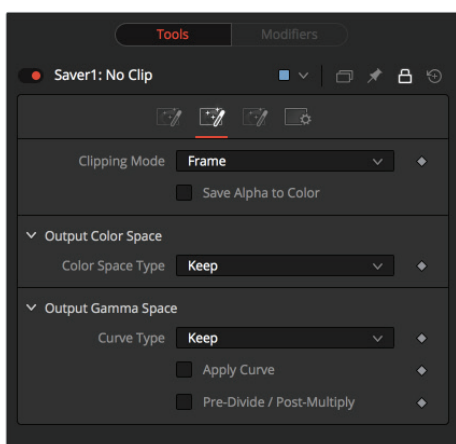 Tools Modifiers
Saver1: No Clip
Clipping Mode Frame
Save Alpha to Color
Output Color Space
Color Space Type Keep
Output Gamma Space
Curve Type Keep
Apply Curve
Pre-Divide / Post-Multiply